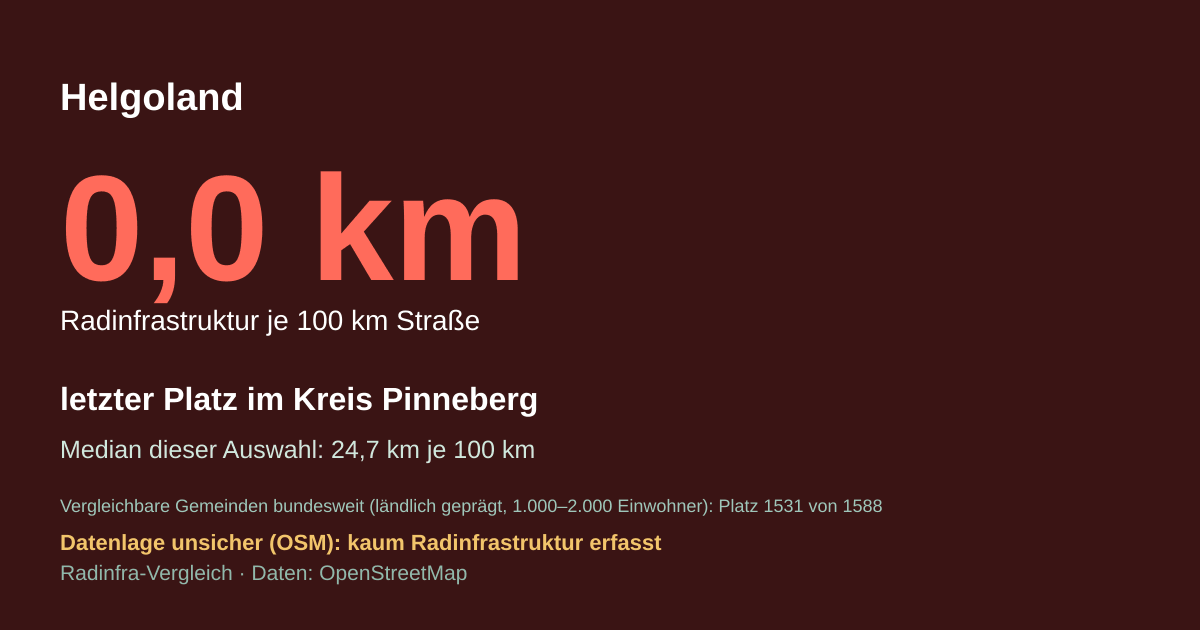 Helgoland
0,0 km
Radinfrastruktur je 100 km Straße
letzter Platz im Kreis Pinneberg
Median dieser Auswahl: 24,7 km je 100 km
Vergleichbare Gemeinden bundesweit (ländlich geprägt, 1.000–2.000 Einwohner): Platz 1531 von 1588
Datenlage unsicher (OSM): kaum Radinfrastruktur erfasst
Radinfra-Vergleich · Daten: OpenStreetMap